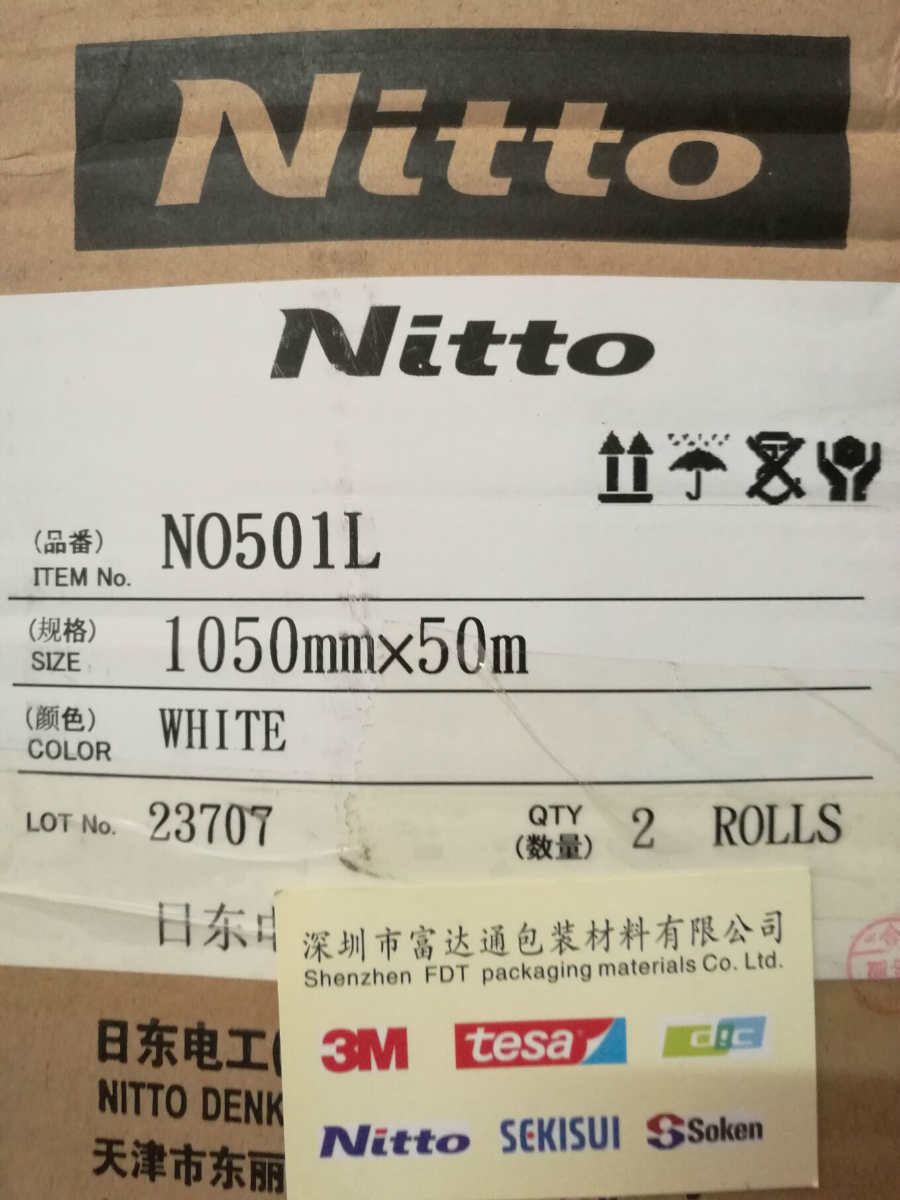 Nitto
Nitto
(品番)
ITEM No. NO501L
(规格)
SIZE 1050mm×50m
(颜色)
COLOR WHITE
LOT No. 23707 QTY (数量) 2 ROLLS
日东
深圳市富达通包装材料有限公司
Shenzhen FDT packaging materials Co. Ltd.
3M tesa dic
Nitto SEKISUI Soken
日东电工(
NITTO DENK
天津市东丽